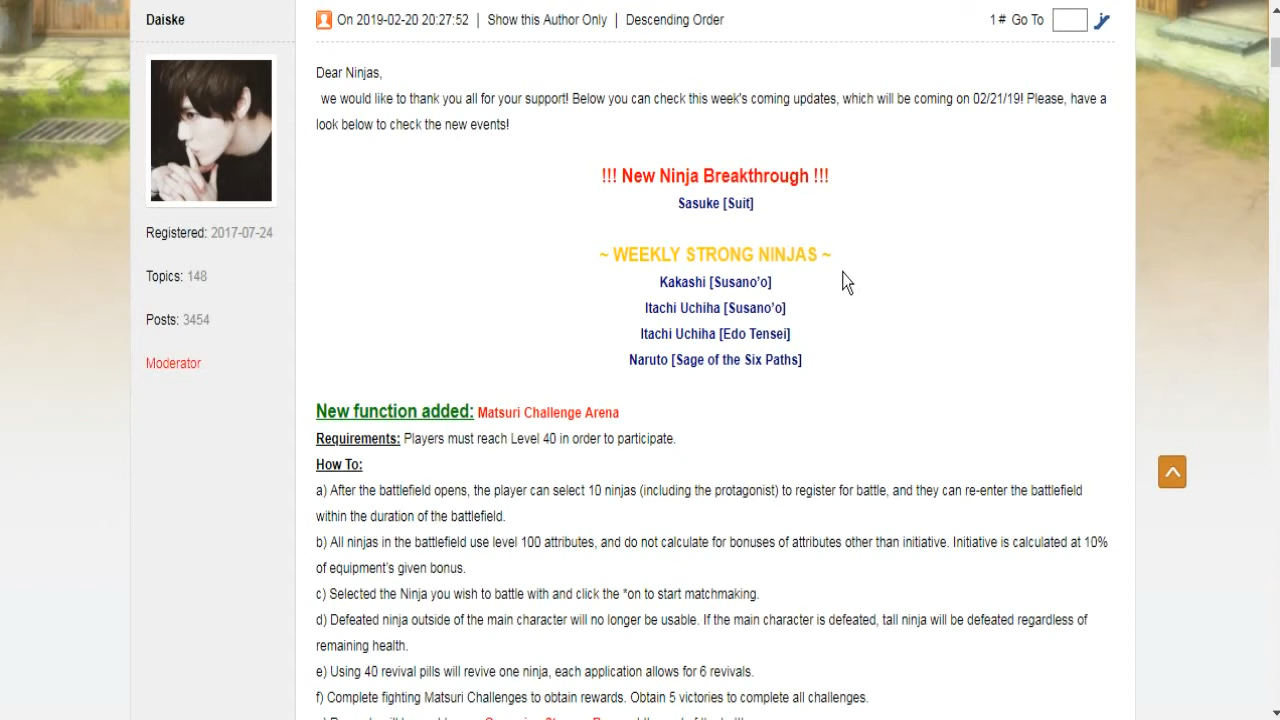 Daiske
On 2019-02-20 20:27:52 | Show this Author Only | Descending Order 1 # Go To
Dear Ninjas,
we would like to thank you all for your support! Below you can check this week's coming updates, which will be coming on 02/21/19! Please, have a
look below to check the new events!
!!! New Ninja Breakthrough !!!
Sasuke [Suit]
~ WEEKLY STRONG NINJAS ~
Kakashi [Susano'o]
Itachi Uchiha [Susano'o]
Itachi Uchiha [Edo Tensei]
Naruto [Sage of the Six Paths]
Registered: 2017-07-24
Topics: 148
Posts: 3454
Moderator
New function added: Matsuri Challenge Arena
Requirements: Players must reach Level 40 in order to participate.
How To:
a) After the battlefield opens, the player can select 10 ninjas (including the protagonist) to register for battle, and they can re-enter the battlefield
within the duration of the battlefield.
b) All ninjas in the battlefield use level 100 attributes, and do not calculate for bonuses of attributes other than initiative. Initiative is calculated at 10%
of equipment's given bonus.
c) Selected the Ninja you wish to battle with and click the *on to start matchmaking.
d) Defeated ninja outside of the main character will no longer be usable. If the main character is defeated, tall ninja will be defeated regardless of
remaining health.
e) Using 40 revival pills will revive one ninja, each application allows for 6 revivals.
f) Complete fighting Matsuri Challenges to obtain rewards. Obtain 5 victories to complete all challenges.